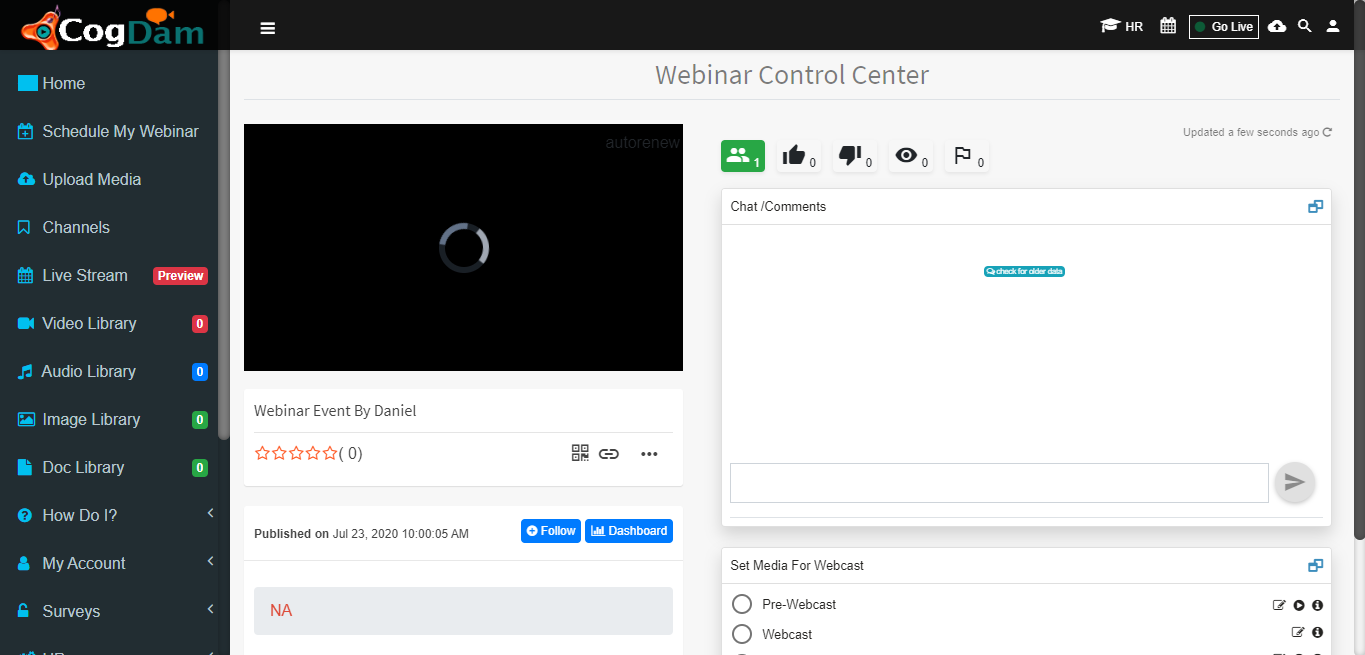 CogDam
HR
Go Live
Home
Schedule My Webinar
Upload Media
Channels
Live Stream Preview
Video Library 0
Audio Library 0
Image Library 0
Doc Library 0
How Do I?
My Account
Surveys
Webinar Control Center
autorenew
Webinar Event By Daniel
( 0)
Published on Jul 23, 2020 10:00:05 AM
Follow
Dashboard
NA
Updated a few seconds ago
1 0 0 0 0
Chat /Comments
check for older data
Set Media For Webcast
Pre-Webcast
Webcast